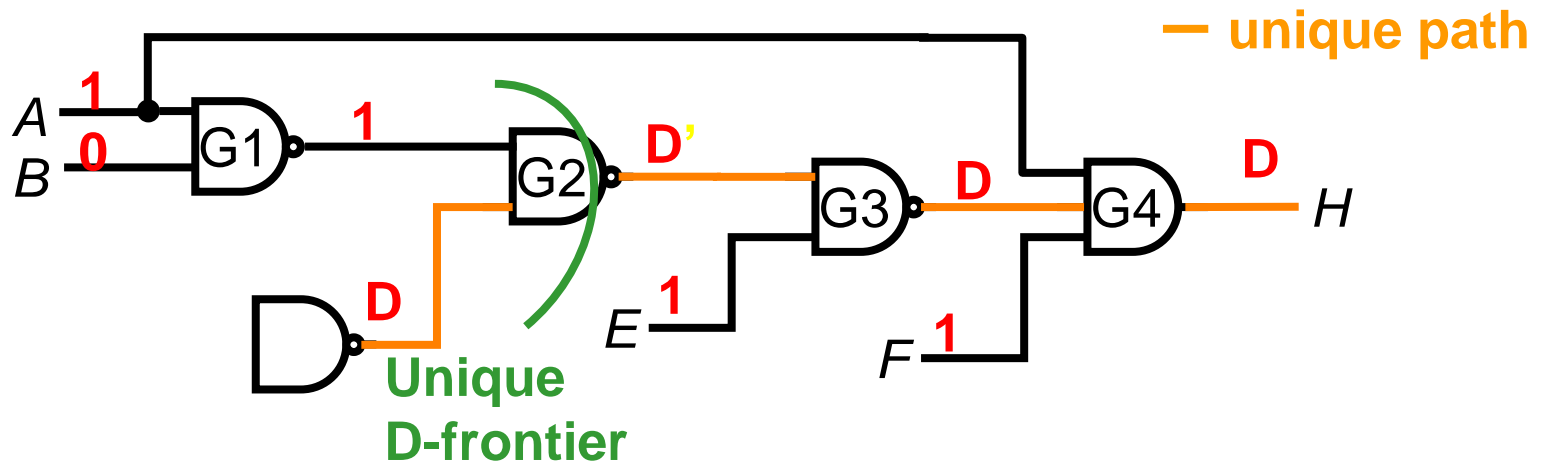 unique path
A
1
B
0
G1
1
G2
D’
G3
D
G4
D
H
D
E
1
F
1
Unique
D-frontier